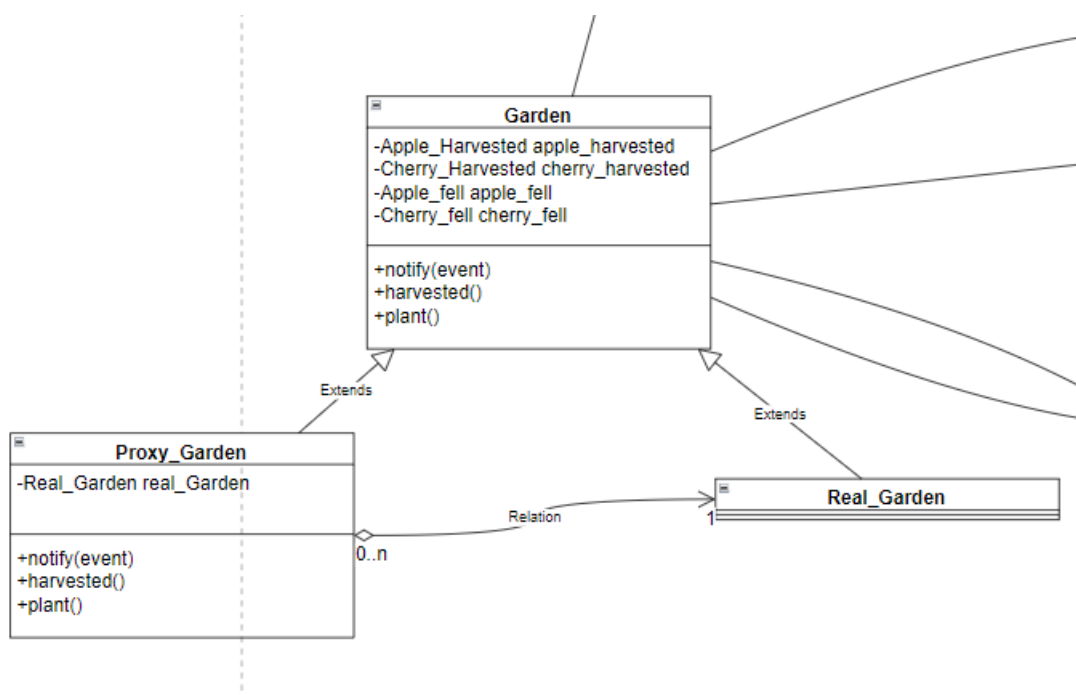 Garden
-Apple_Harvested apple_harvested
-Cherry_Harvested cherry_harvested
-Apple_fell apple_fell
-Cherry_fell cherry_fell
+notify(event)
+harvested()
+plant()
Extends
Extends
Proxy_Garden
-Real_Garden real_Garden
+notify(event)
+harvested()
+plant()
0..n
Relation
1
Real_Garden